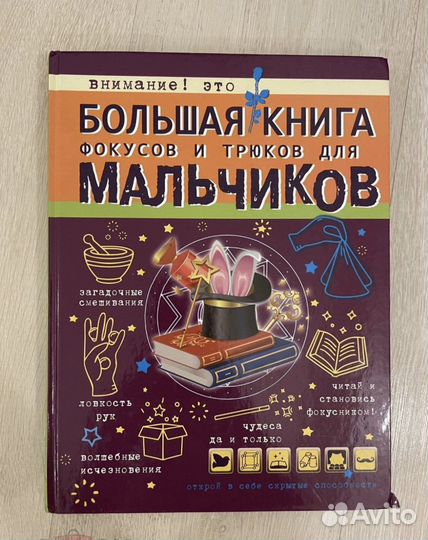 внимание! это
БОЛЬШАЯ КНИГА
ФОКУСОВ И ТРЮКОВ ДЛЯ
МАЛЬЧИКОВ
загадочные
смешивания
ловкость
рук
волшебные
исчезновения
чудеса
да и только
читай и
становись
фокусником!
открой в себе скрытые способности
Avito